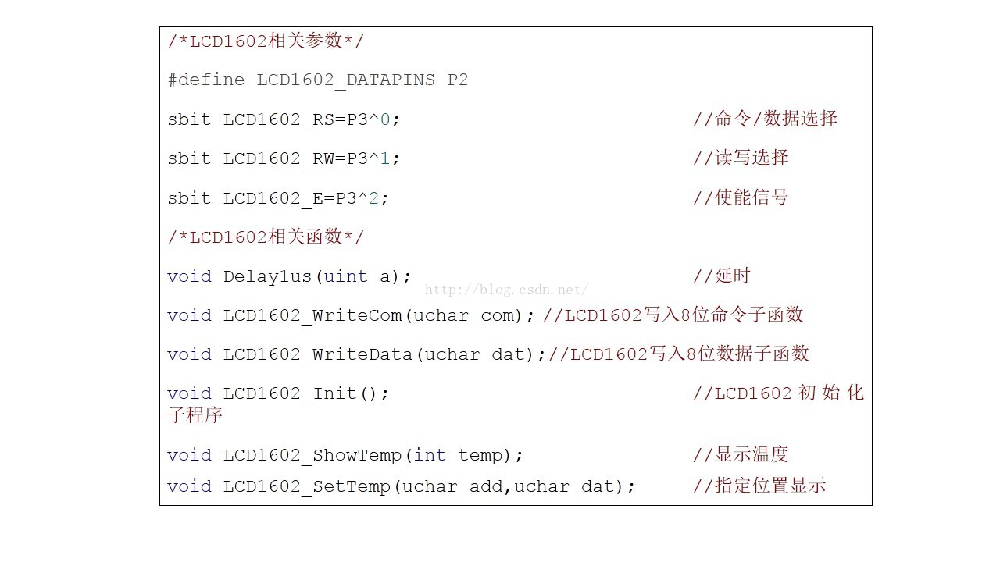 /*LCD1602相关参数*/
#define LCD1602_DATAPINS P2
sbit LCD1602_RS=P3^0; //命令/数据选择
sbit LCD1602_RW=P3^1; //读写选择
sbit LCD1602_E=P3^2; //使能信号
/*LCD1602相关函数*/
void Delay1us(uint a); //延时
http://blog.csdn.net/
void LCD1602_WriteCom(uchar com); //LCD1602写入8位命令子函数
void LCD1602_WriteData(uchar dat);//LCD1602写入8位数据子函数
void LCD1602_Init(); //LCD1602 初 始 化
子程序
void LCD1602_ShowTemp(int temp); //显示温度
void LCD1602_SetTemp(uchar add,uchar dat); //指定位置显示